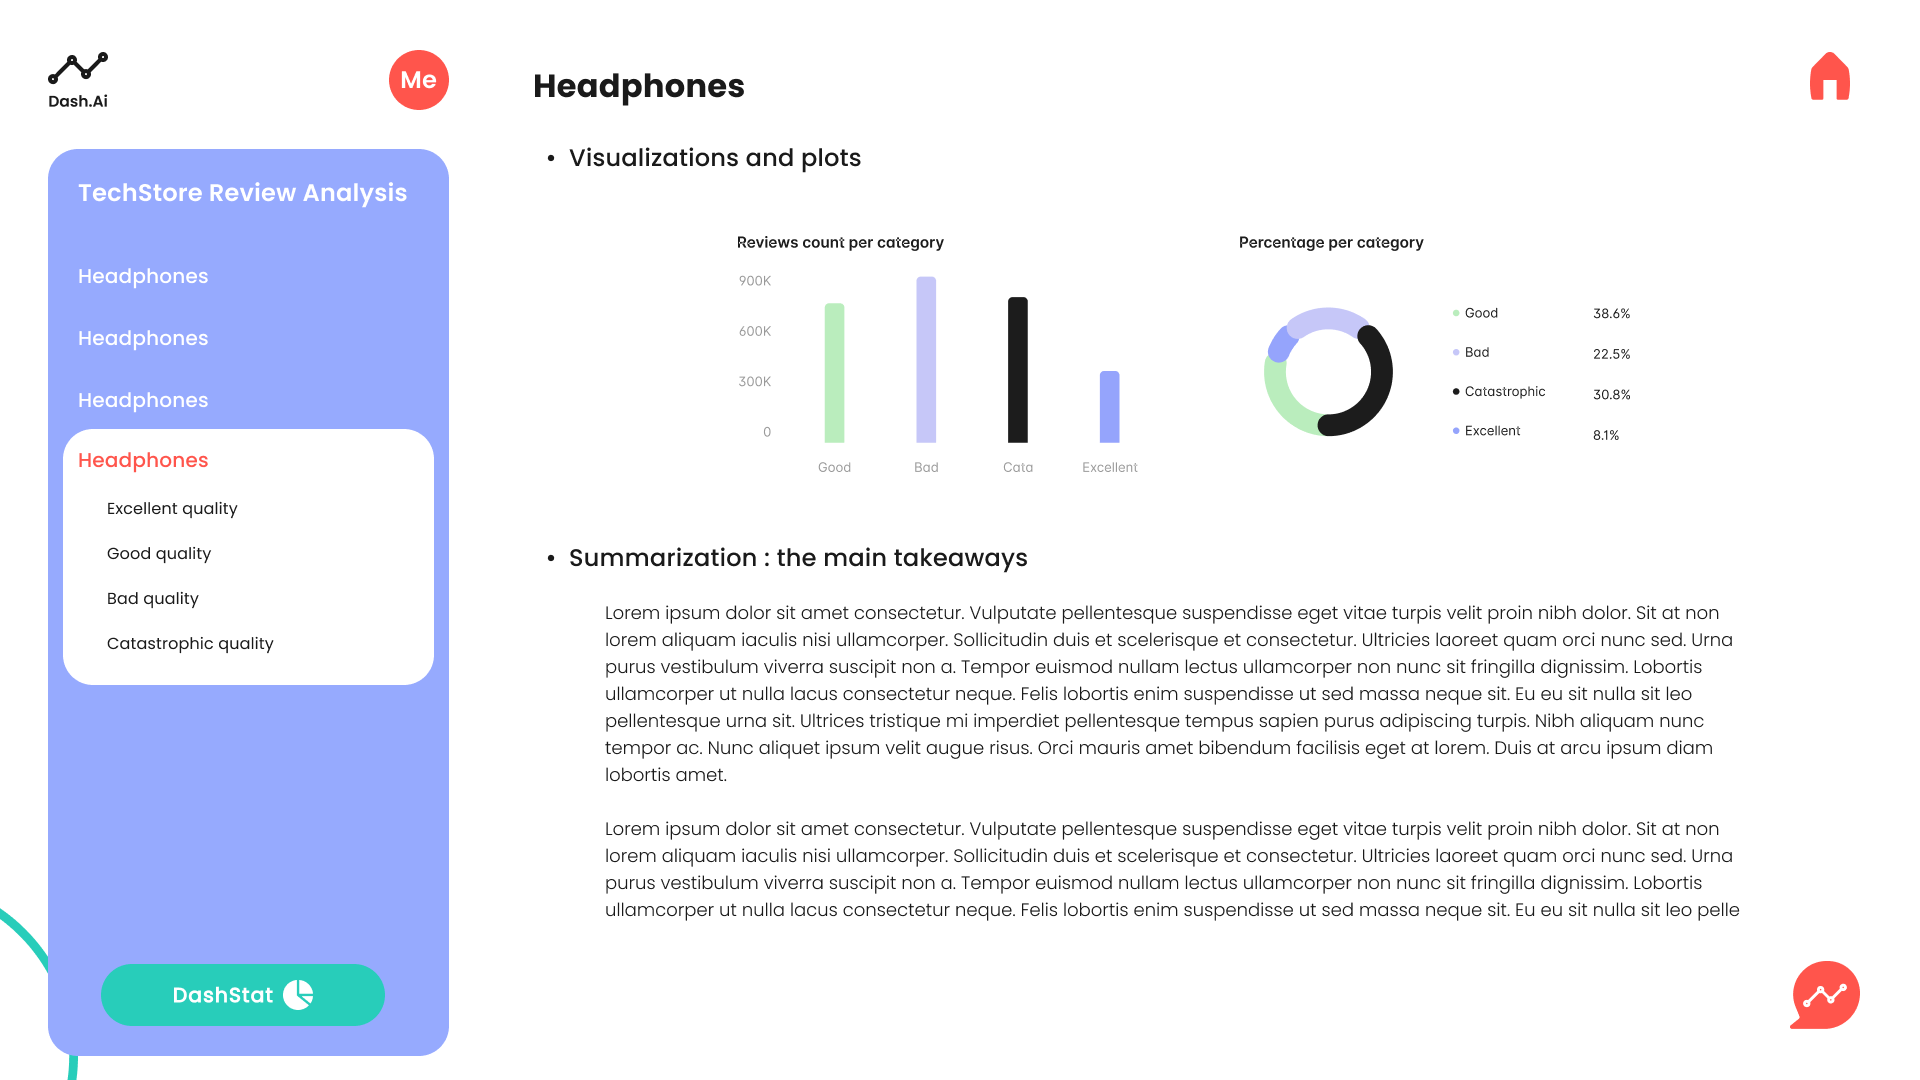 Dash.Ai
Me
TechStore Review Analysis
Headphones
Headphones
Headphones
Headphones
Excellent quality
Good quality
Bad quality
Catastrophic quality
DashStat
Headphones
• Visualizations and plots
Reviews count per category
900K
600K
300K
0
Good Bad Cata Excellent
Percentage per category
Good 38.6%
Bad 22.5%
Catastrophic 30.8%
Excellent 8.1%
• Summarization : the main takeaways
Lorem ipsum dolor sit amet consectetur. Vulputate pellentesque suspendisse eget vitae turpis velit proin nibh dolor. Sit at non
lorem aliquam iaculis nisi ullamcorper. Sollicitudin duis et scelerisque et consectetur. Ultricies laoreet quam orci nunc sed. Urna
purus vestibulum viverra suscipit non a. Tempor euismod nullam lectus ullamcorper non nunc sit fringilla dignissim. Lobortis
ullamcorper ut nulla lacus consectetur neque. Felis lobortis enim suspendisse ut sed massa neque sit. Eu eu sit nulla sit leo
pellentesque urna sit. Ultrices tristique mi imperdiet pellentesque tempus sapien purus adipiscing turpis. Nibh aliquam nunc
tempor ac. Nunc aliquet ipsum velit augue risus. Orci mauris amet bibendum facilisis eget at lorem. Duis at arcu ipsum diam
lobortis amet.
Lorem ipsum dolor sit amet consectetur. Vulputate pellentesque suspendisse eget vitae turpis velit proin nibh dolor. Sit at non
lorem aliquam iaculis nisi ullamcorper. Sollicitudin duis et scelerisque et consectetur. Ultricies laoreet quam orci nunc sed. Urna
purus vestibulum viverra suscipit non a. Tempor euismod nullam lectus ullamcorper non nunc sit fringilla dignissim. Lobortis
ullamcorper ut nulla lacus consectetur neque. Felis lobortis enim suspendisse ut sed massa neque sit. Eu eu sit nulla sit leo pelle